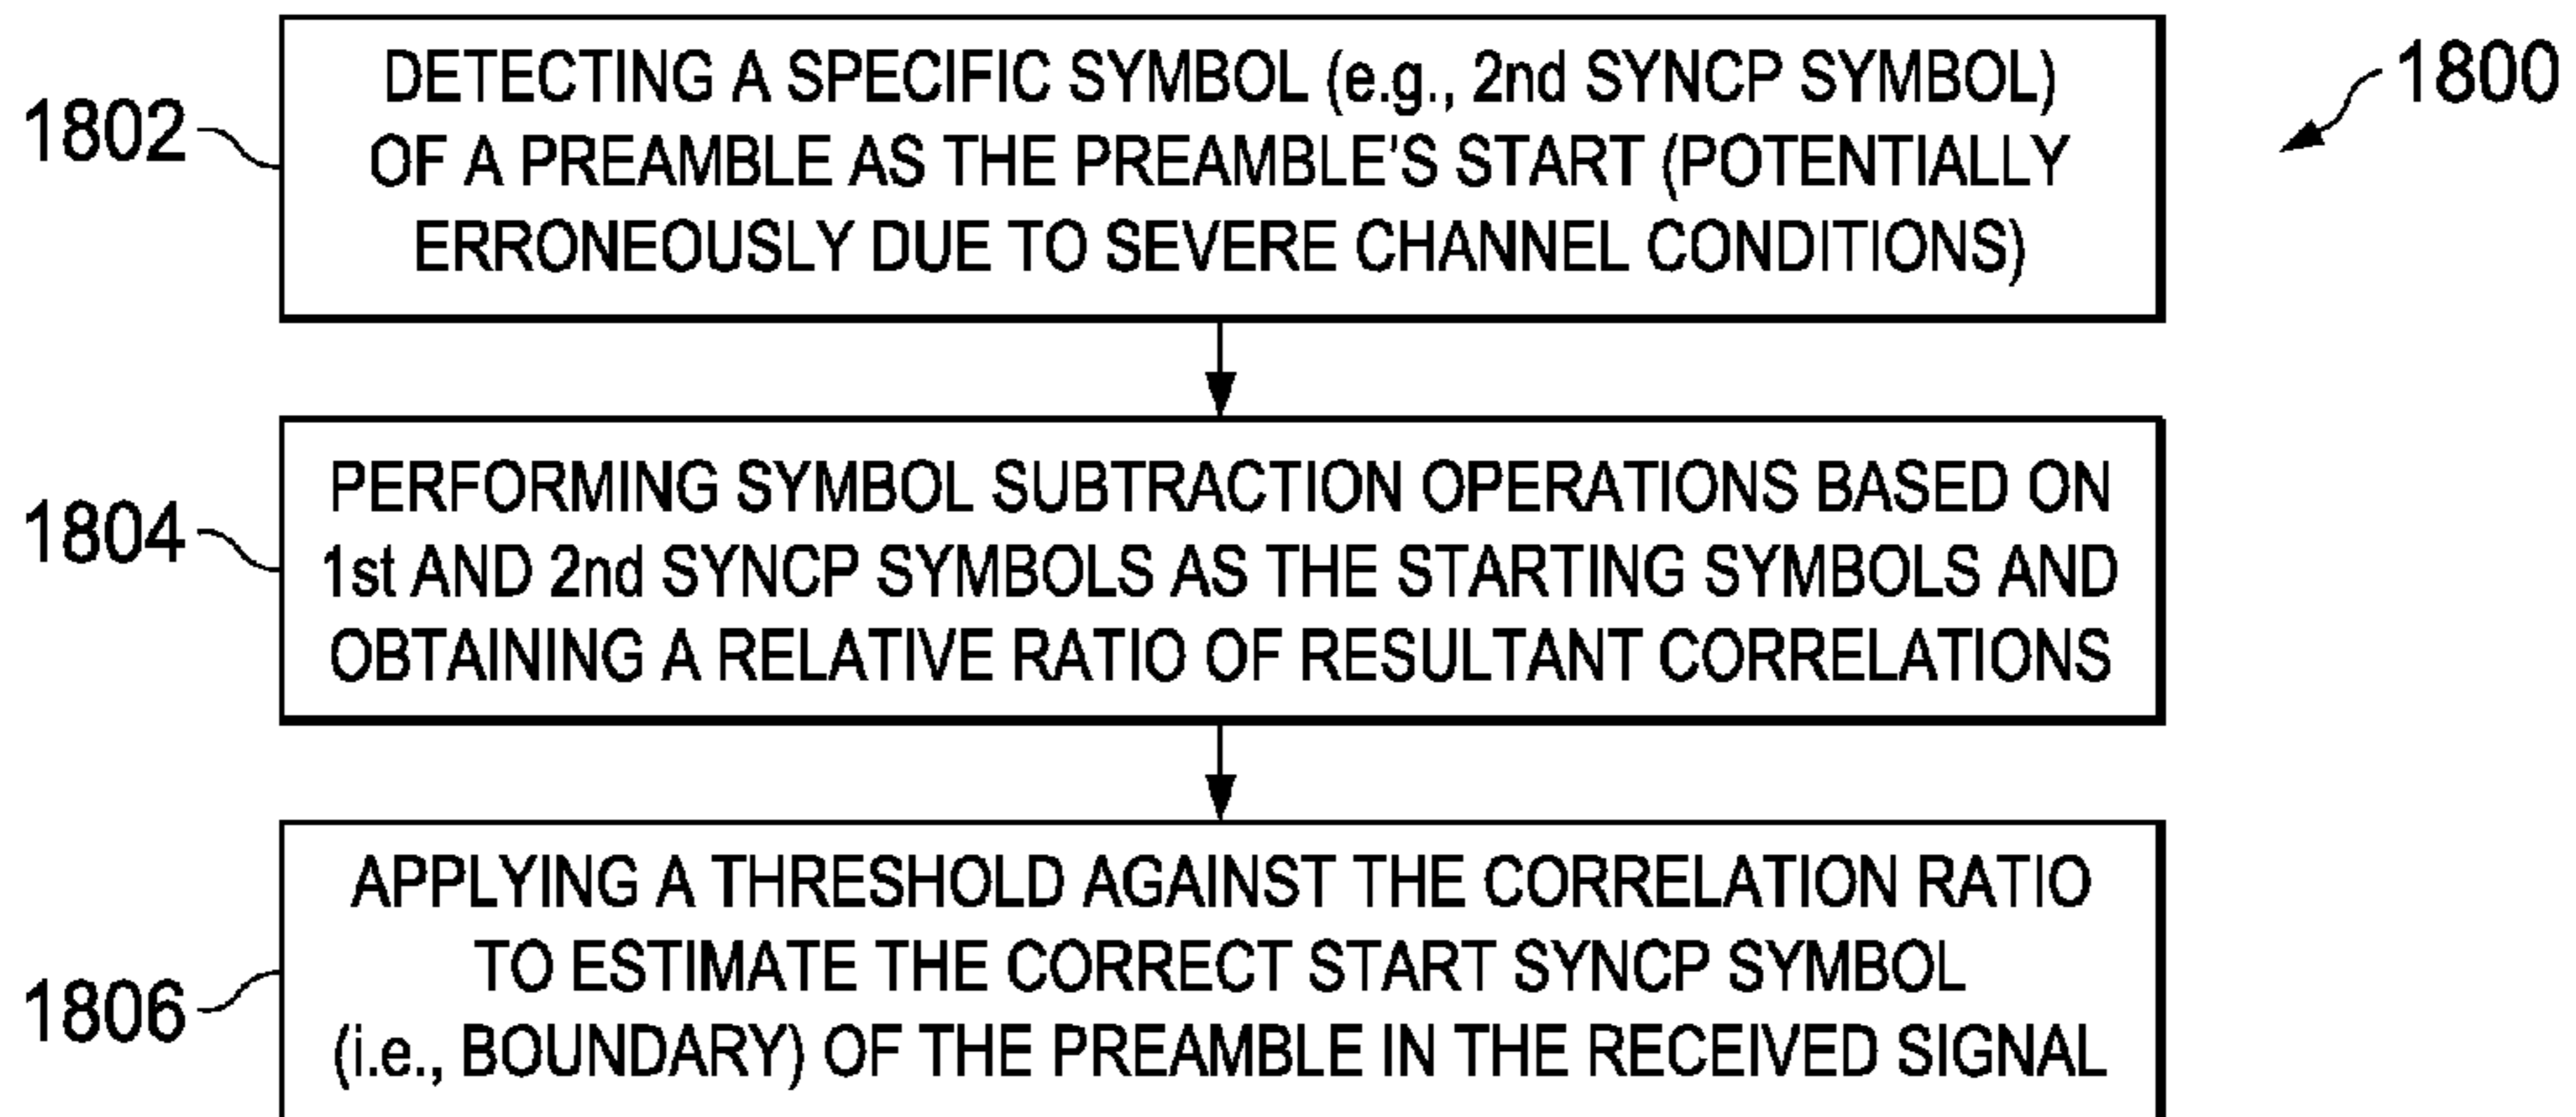 1800
1802
DETECTING A SPECIFIC SYMBOL (e.g., 2nd SYNCP SYMBOL)
OF A PREAMBLE AS THE PREAMBLE'S START (POTENTIALLY
ERRONEOUSLY DUE TO SEVERE CHANNEL CONDITIONS)
1804
PERFORMING SYMBOL SUBTRACTION OPERATIONS BASED ON
1st AND 2nd SYNCP SYMBOLS AS THE STARTING SYMBOLS AND
OBTAINING A RELATIVE RATIO OF RESULTANT CORRELATIONS
1806
APPLYING A THRESHOLD AGAINST THE CORRELATION RATIO
TO ESTIMATE THE CORRECT START SYNCP SYMBOL
(i.e., BOUNDARY) OF THE PREAMBLE IN THE RECEIVED SIGNAL